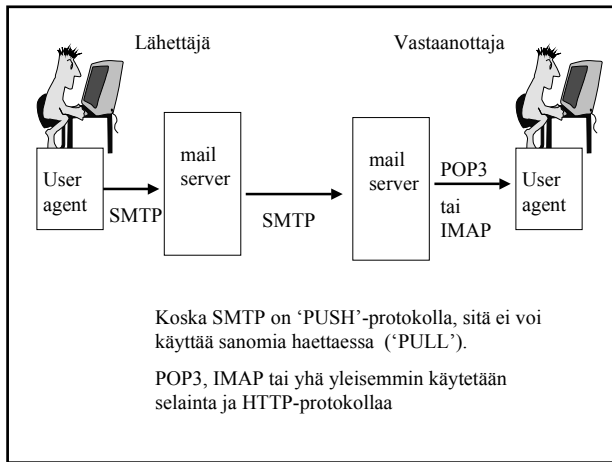 Lähettäjä
Vastaanottaja
User
agent
SMTP
mail
server
SMTP
mail
server
POP3
tai
IMAP
User
agent
Koska SMTP on ‘PUSH’-protokolla, sitä ei voi
käyttää sanomia haettaessa (‘PULL’).
POP3, IMAP tai yhä yleisemmin käytetään
selainta ja HTTP-protokollaa